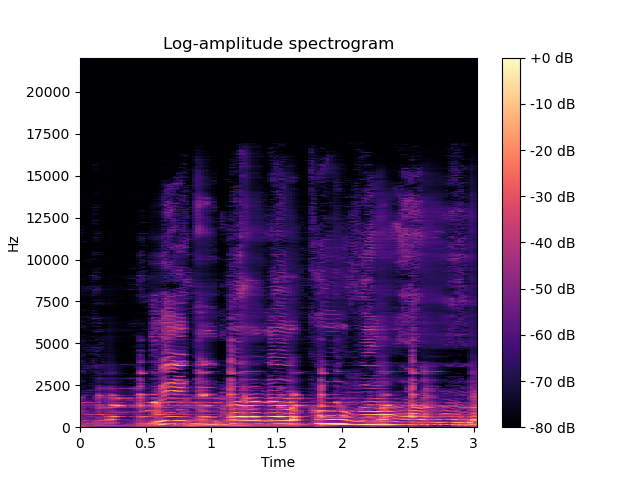 Log-amplitude spectrogram
+0 dB
20000
-10 dB
17500
-20 dB
15000
-30 dB
12500
-40 dB
Hz
10000
-50 dB
7500
-60 dB
5000
-70 dB
2500
0
-80 dB
0 0.5 1 1.5 2 2.5 3
Time